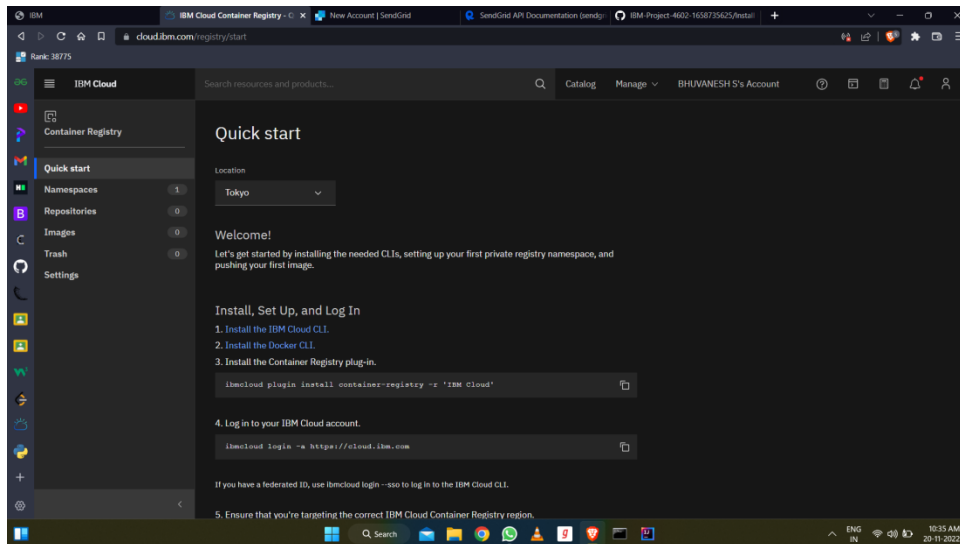 IBM
IBM Cloud Container Registry - C
New Account | SendGrid
SendGrid API Documentation (sendgr
IBM-Project-4602-1658735625/Install
cloud.ibm.com/registry/start
Rank: 38775
IBM Cloud
Search resources and products...
Catalog
Manage
BHUVANESH S's Account
Container Registry
Quick start
Namespaces 1
Repositories 0
Images 0
Trash 0
Settings
Quick start
Location
Tokyo
Welcome!
Let's get started by installing the needed CLIs, setting up your first private registry namespace, and
pushing your first image.
Install, Set Up, and Log In
1. Install the IBM Cloud CLI.
2. Install the Docker CLI.
3. Install the Container Registry plug-in.
ibmcloud plugin install container-registry -r 'IBM Cloud'
4. Log in to your IBM Cloud account.
ibmcloud login -a https://cloud.ibm.com
If you have a federated ID, use ibmcloud login --sso to log in to the IBM Cloud CLI.
5. Ensure that you're targeting the correct IBM Cloud Container Registry region.
Search
ENG
IN
10:35 AM
20-11-2022